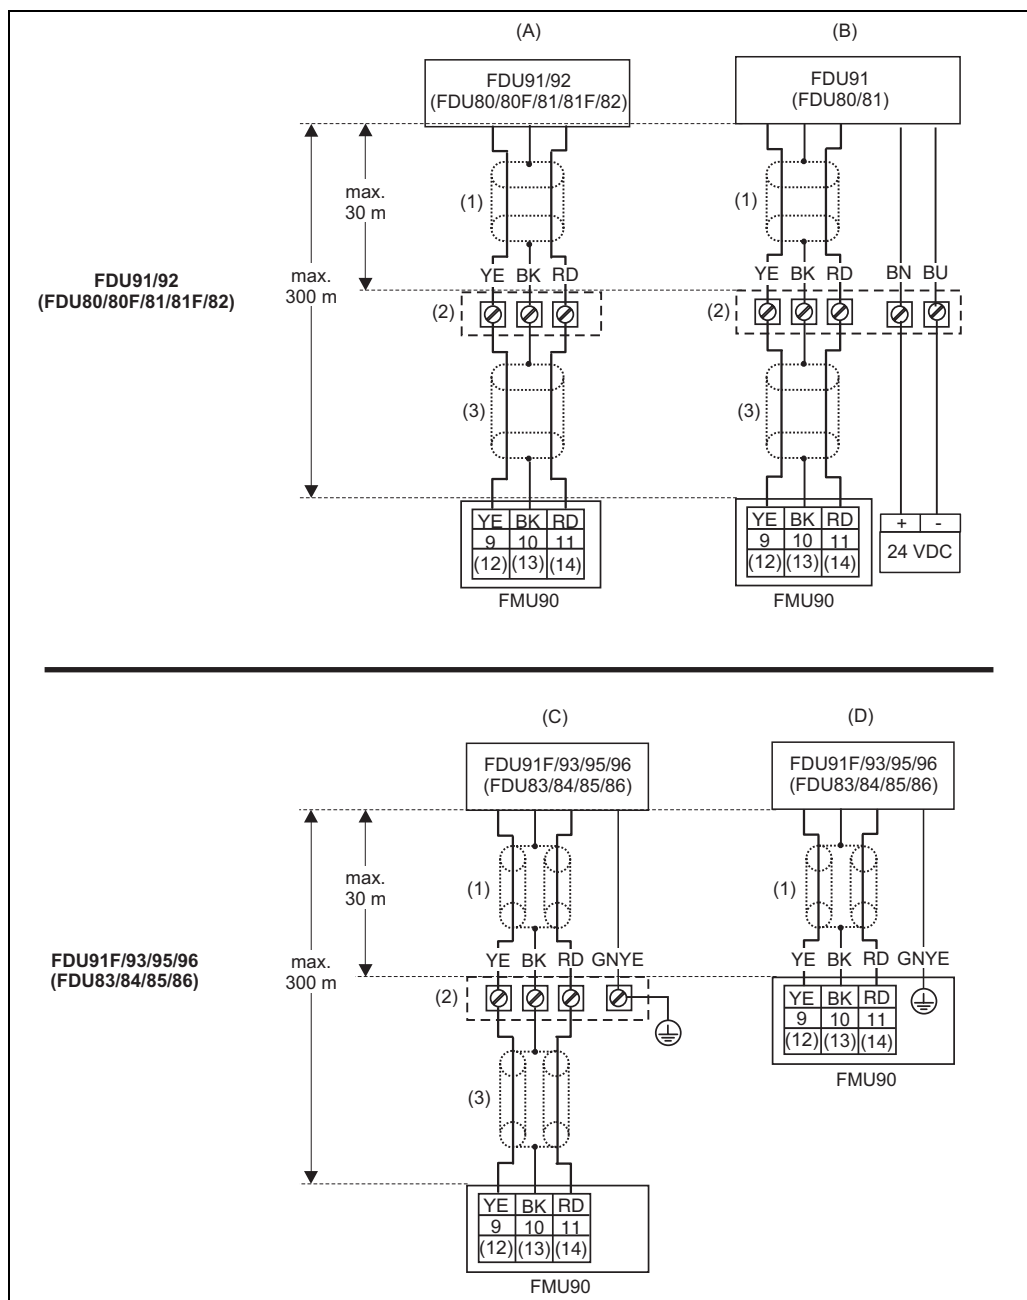 (A)
(B)
FDU91/92
(FDU80/80F/81/81F/82)
FDU91
(FDU80/81)
max.
30 m
(1)
(1)
max.
300 m
FDU91/92
(FDU80/80F/81/81F/82)
YE BK RD
YE BK RD BN BU
(2)
(2)
(3)
(3)
YE BK RD
9 10 11
(12) (13) (14)
FMU90
YE BK RD
9 10 11
(12) (13) (14)
FMU90
+ -
24 VDC
(C)
(D)
FDU91F/93/95/96
(FDU83/84/85/86)
FDU91F/93/95/96
(FDU83/84/85/86)
max.
30 m
(1)
(1)
max.
300 m
FDU91F/93/95/96
(FDU83/84/85/86)
YE BK RD GNYE
YE BK RD GNYE
(2)
YE BK RD
9 10 11
(12) (13) (14)
FMU90
(3)
YE BK RD
9 10 11
(12) (13) (14)
FMU90